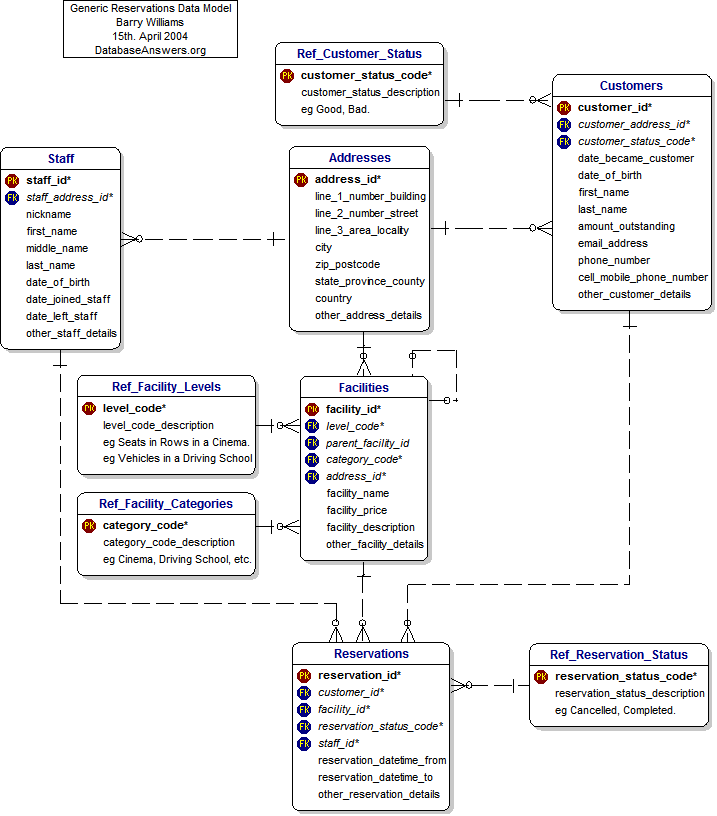 Generic Reservations Data Model
Barry Williams
15th. April 2004
DatabaseAnswers.org
Ref_Customer_Status
PK customer_status_code*
customer_status_description
eg Good, Bad.
Customers
PK customer_id*
FK customer_address_id*
FK customer_status_code*
date_became_customer
date_of_birth
first_name
last_name
amount_outstanding
email_address
phone_number
cell_mobile_phone_number
other_customer_details
Staff
PK staff_id*
FK staff_address_id*
nickname
first_name
middle_name
last_name
date_of_birth
date_joined_staff
date_left_staff
other_staff_details
Addresses
PK address_id*
line_1_number_building
line_2_number_street
line_3_area_locality
city
zip_postcode
state_province_county
country
other_address_details
Ref_Facility_Levels
PK level_code*
level_code_description
eg Seats in Rows in a Cinema.
eg Vehicles in a Driving School
Facilities
PK facility_id*
FK level_code*
FK parent_facility_id
FK category_code*
FK address_id*
facility_name
facility_price
facility_description
other_facility_details
Ref_Facility_Categories
PK category_code*
category_code_description
eg Cinema, Driving School, etc.
Reservations
PK reservation_id*
FK customer_id*
FK facility_id*
FK reservation_status_code*
FK staff_id*
reservation_datetime_from
reservation_datetime_to
other_reservation_details
Ref_Reservation_Status
PK reservation_status_code*
reservation_status_description
eg Cancelled, Completed.